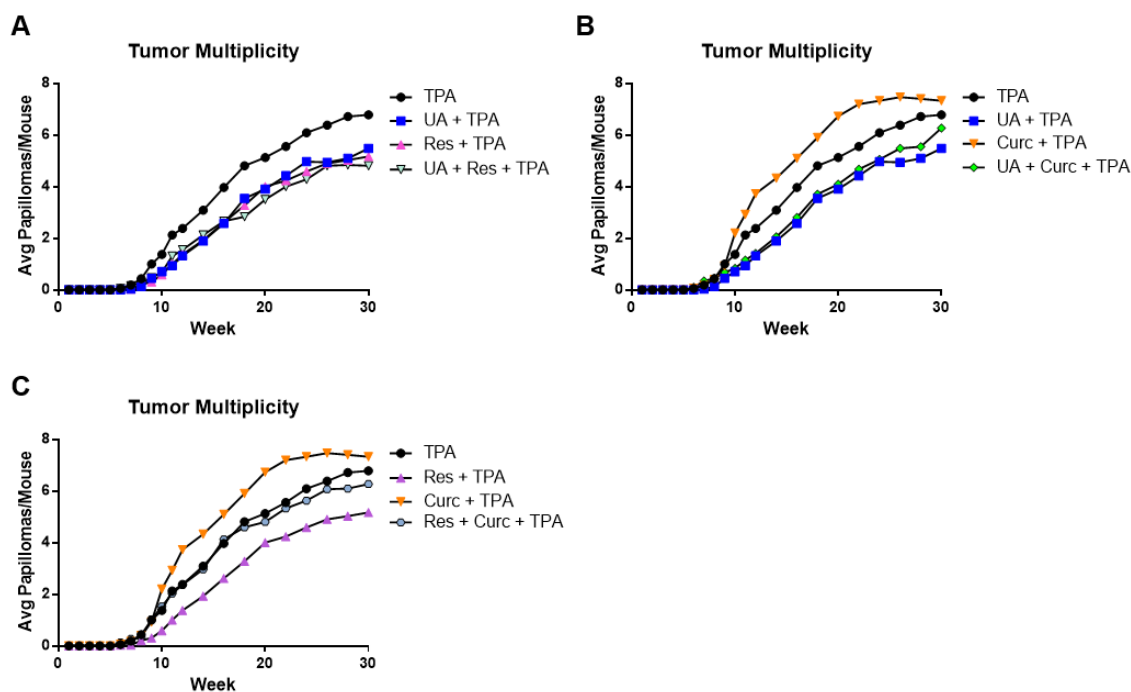 A
Tumor Multiplicity
Avg Papillomas/Mouse
8
6
4
2
0
0
10
20
30
Week
TPA
UA + TPA
Res + TPA
UA + Res + TPA
B
Tumor Multiplicity
Avg Papillomas/Mouse
8
6
4
2
0
0
10
20
30
Week
TPA
UA + TPA
Curc + TPA
UA + Curc + TPA
C
Tumor Multiplicity
Avg Papillomas/Mouse
8
6
4
2
0
0
10
20
30
Week
TPA
Res + TPA
Curc + TPA
Res + Curc + TPA